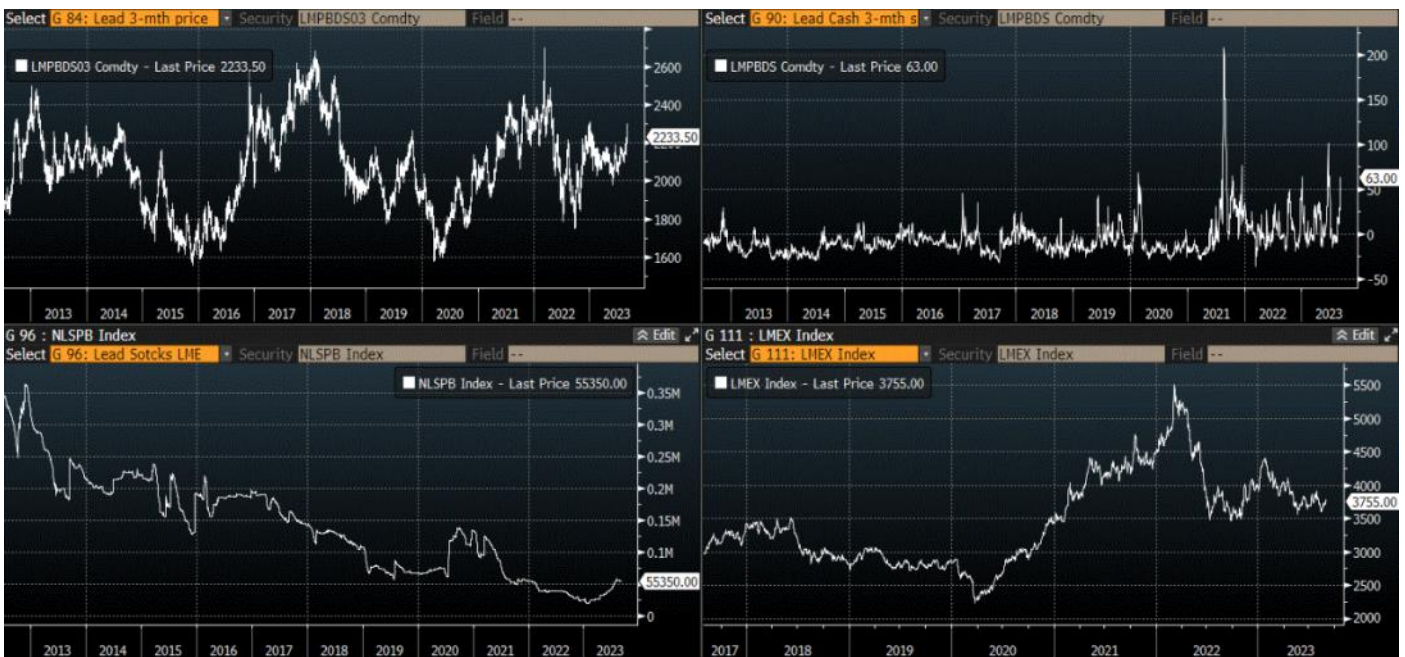 Select G 84: Lead 3-mth price Security LMPBDS03 Comdty Field --
LMPBDS03 Comdty - Last Price 2233.50
2600
2400
2233.50
2200
2000
1800
1600
2013 2014 2015 2016 2017 2018 2019 2020 2021 2022 2023
Select G 90: Lead Cash 3-mth s Security LMPBDS Comdty Field --
LMPBDS Comdty - Last Price 63.00
200
150
100
63.00
50
0
-50
2013 2014 2015 2016 2017 2018 2019 2020 2021 2022 2023
G 96 : NLSPB Index Edit
Select G 96: Lead Sotcks LME Security NLSPB Index Field --
NLSPB Index - Last Price 55350.00
0.35M
0.3M
0.25M
0.2M
0.15M
0.1M
55350.00
0
2013 2014 2015 2016 2017 2018 2019 2020 2021 2022 2023
G 111 : LMEX Index Edit
Select G 111: LMEX Index Security LMEX Index Field --
LMEX Index - Last Price 3755.00
5500
5000
4500
4000
3755.00
3500
3000
2500
2000
2017 2018 2019 2020 2021 2022 2023